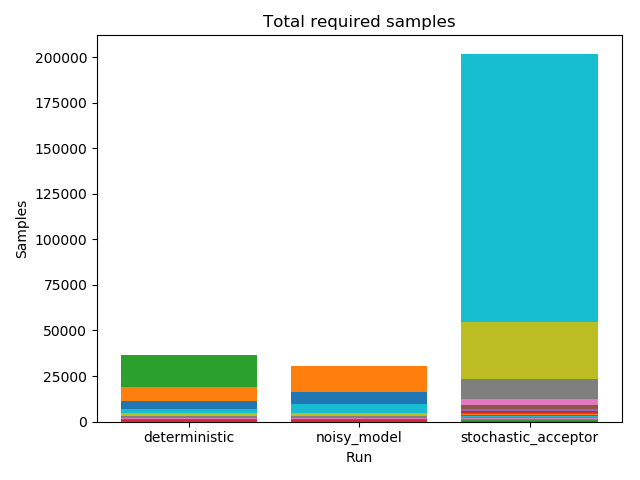 Total required samples
200000
175000
150000
125000
100000
75000
50000
25000
0
Samples
deterministic
noisy_model
stochastic_acceptor
Run